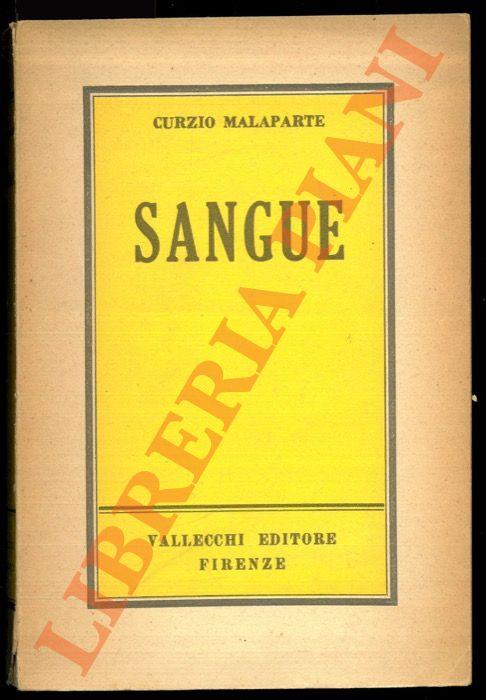 CURZIO MALAPARTE
SANGUE
VALLECCHI EDITORE
FIRENZE
LIBRERIA PIANI